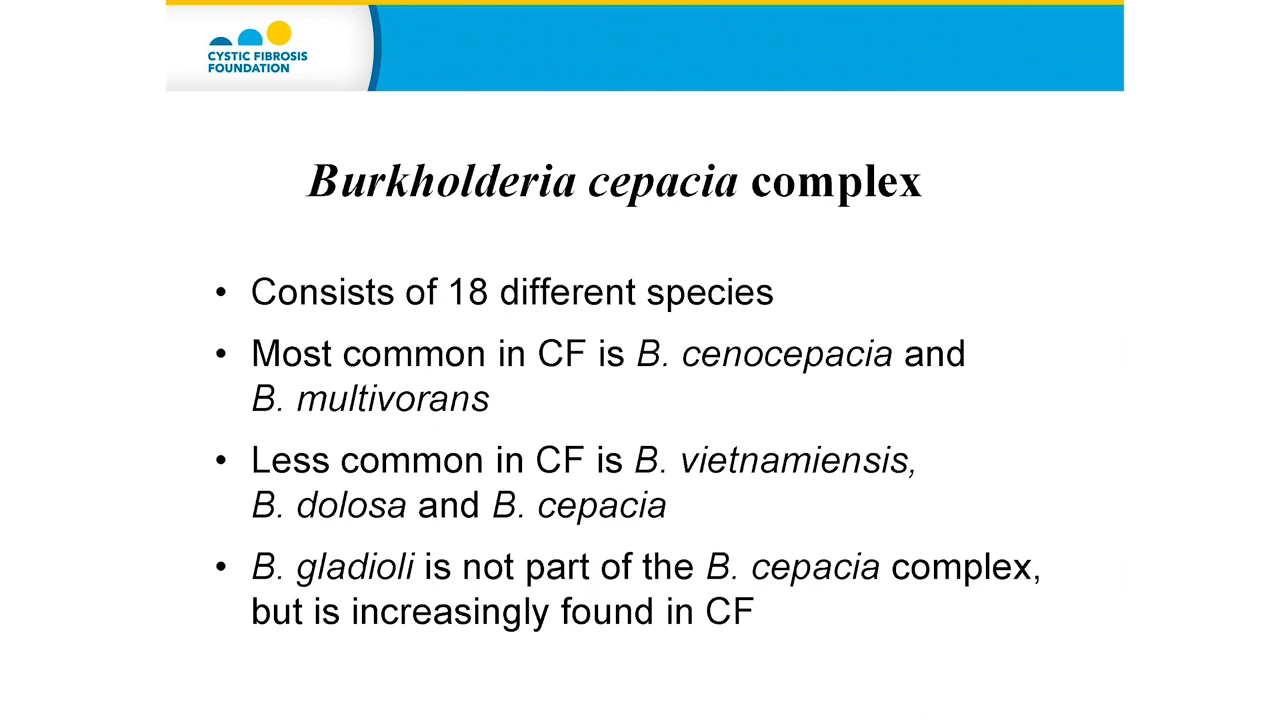 CYSTIC FIBROSIS
FOUNDATION
Burkholderia cepacia complex
• Consists of 18 different species
• Most common in CF is B. cenocepacia and
B. multivorans
• Less common in CF is B. vietnamiensis,
B. dolosa and B. cepacia
• B. gladioli is not part of the B. cepacia complex,
but is increasingly found in CF